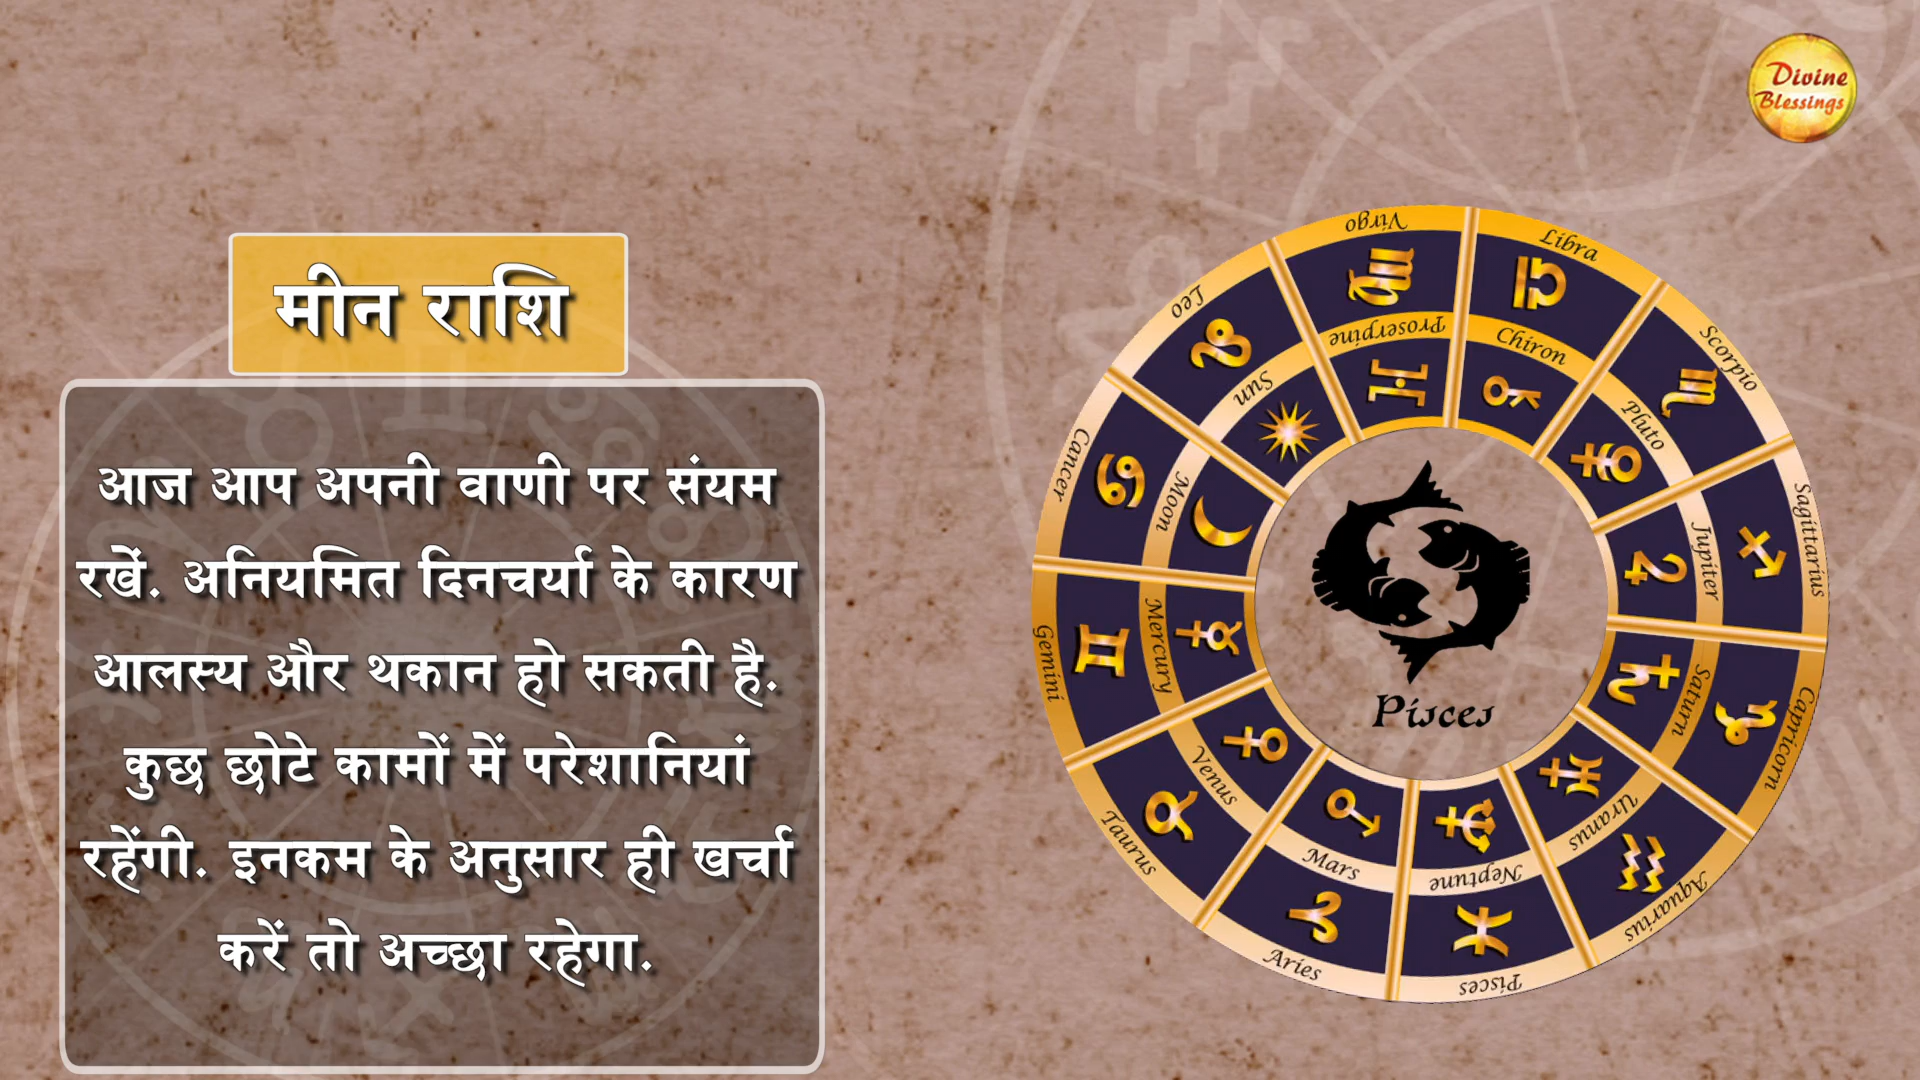 Divine
Blessings
मीन राशि
आज आप अपनी वाणी पर संयम
रखें. अनियमित दिनचर्या के कारण
आलस्य और थकान हो सकती है.
कुछ छोटे कामों में परेशानियां
रहेंगी. इनकम के अनुसार ही खर्चा
करें तो अच्छा रहेगा.
Virgo
Libra
Scorpio
Sagittarius
Capricorn
Aquarius
Pisces
Aries
Taurus
Gemini
Cancer
Leo
Proserpine
Chiron
Pluto
Jupiter
Saturn
Uranus
Neptune
Mars
Venus
Mercury
Moon
Sun
Pisces